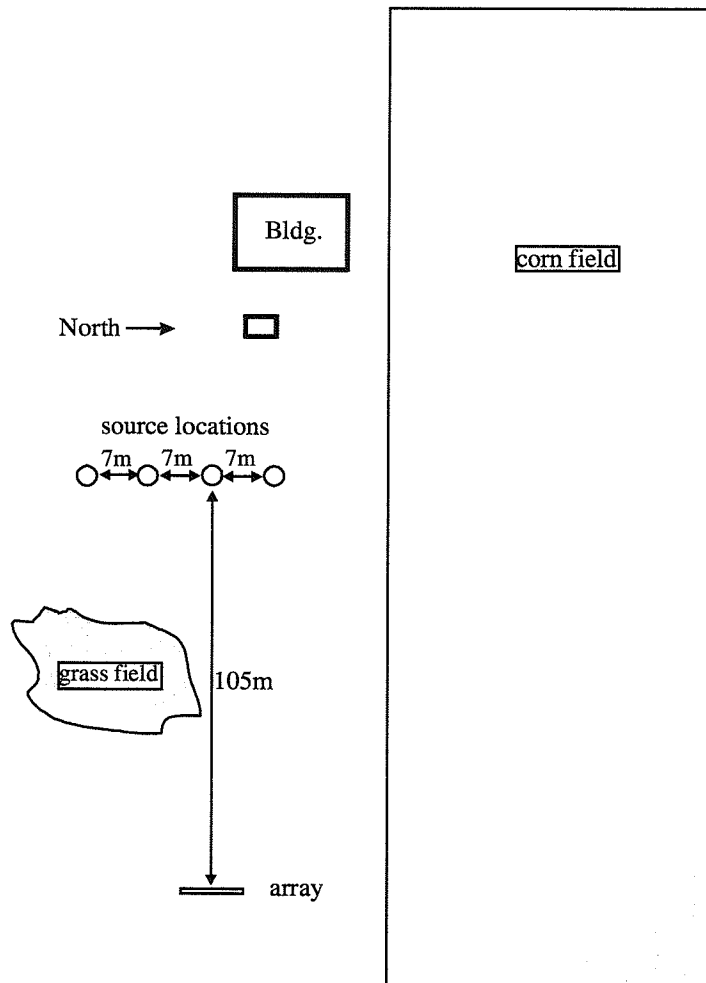 Bldg.
corn field
North
source locations
7m 7m 7m
grass field
105m
array